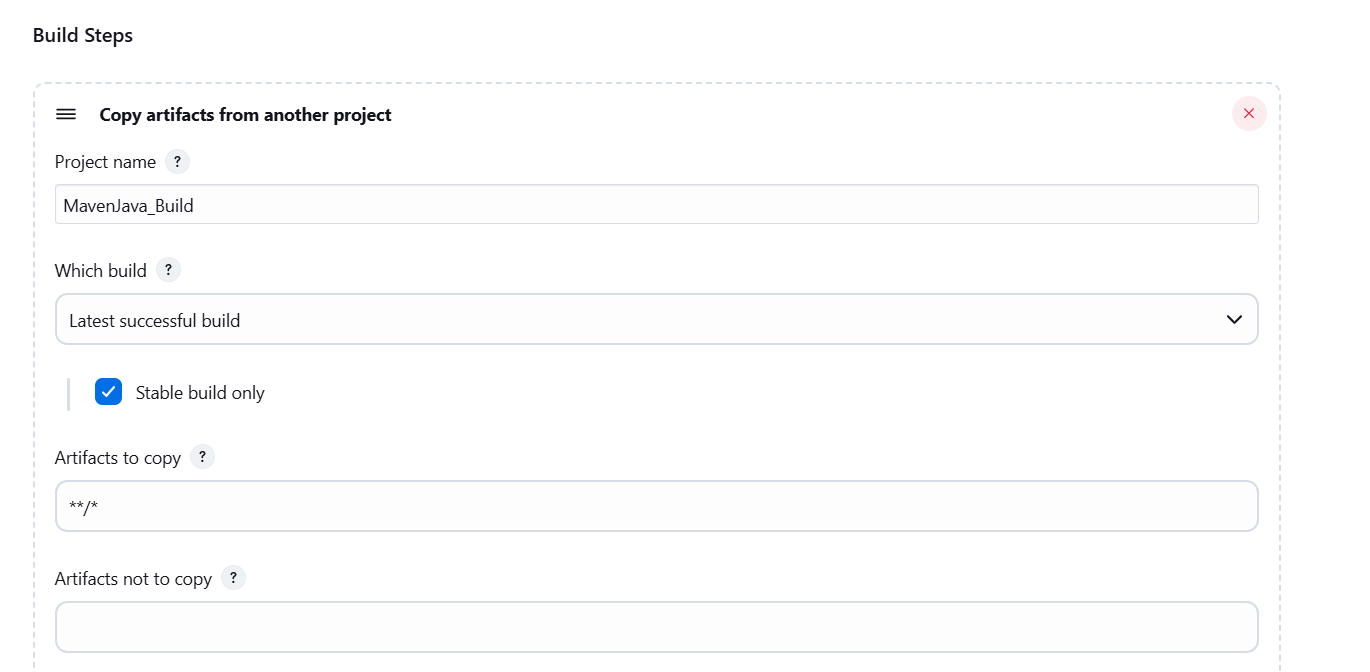 Build Steps
Copy artifacts from another project
Project name ?
MavenJava_Build
Which build ?
Latest successful build
Stable build only
Artifacts to copy ?
**/*
Artifacts not to copy ?